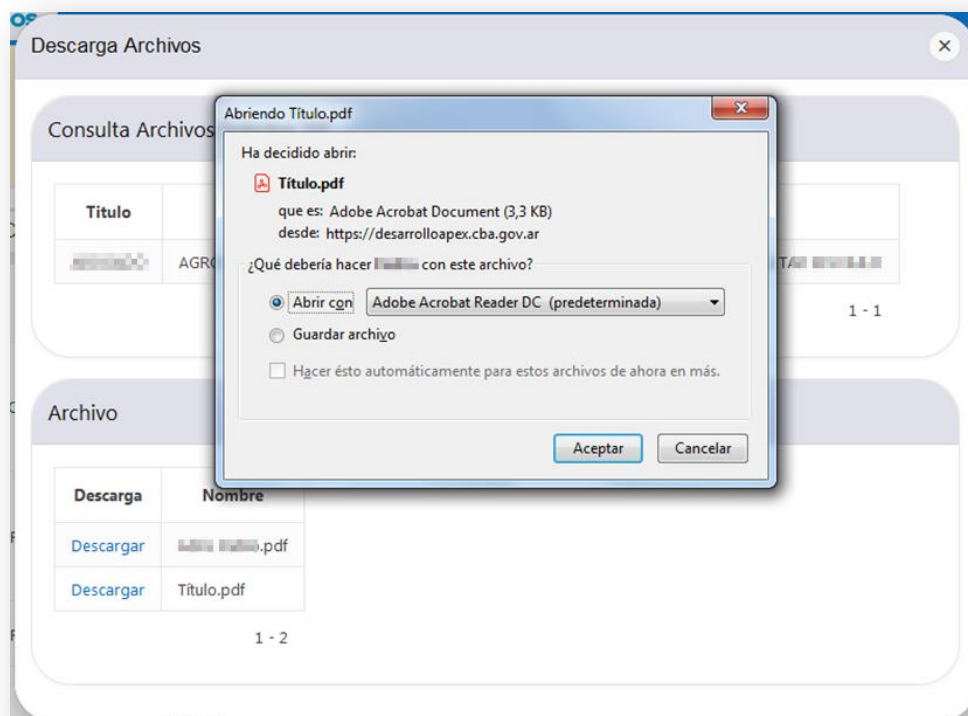 OS
Descarga Archivos
Abriendo Título.pdf
Consulta Archivos
Ha decidido abrir:
Título.pdf
que es: Adobe Acrobat Document (3,3 KB)
desde: https://desarrolloapex.cba.gov.ar
Titulo
AGRO
¿Qué debería hacer con este archivo?
TAR
Abrir con Adobe Acrobat Reader DC (predeterminada)
1 - 1
Guardar archivo
Hacer ésto automáticamente para estos archivos de ahora en más.
Archivo
Aceptar Cancelar
Descarga Nombre
Descargar .pdf
Descargar Título.pdf
1 - 2